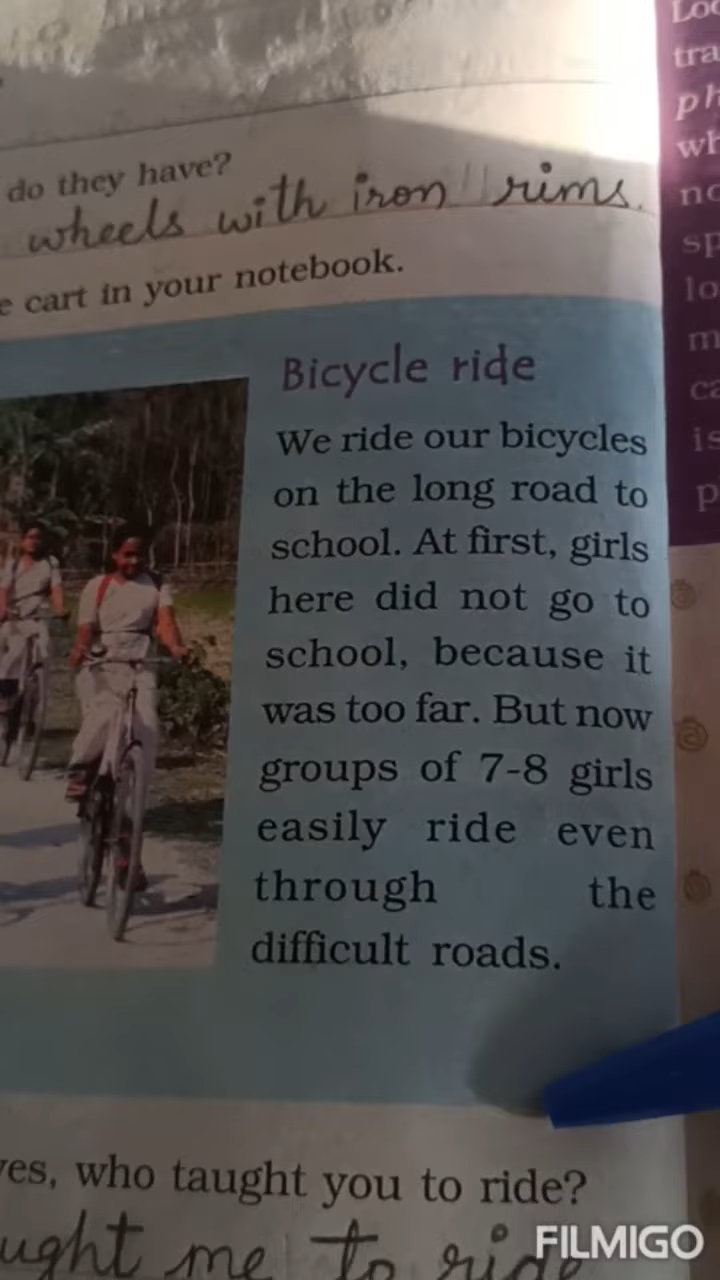 do they have?
wheels with iron rims.
cart in your notebook.
Bicycle ride
We ride our bicycles
on the long road to
school. At first, girls
here did not go to
school, because it
was too far. But now
groups of 7-8 girls
easily ride even
through the
difficult roads.
who taught you to ride?
me to ride
FILMIGO